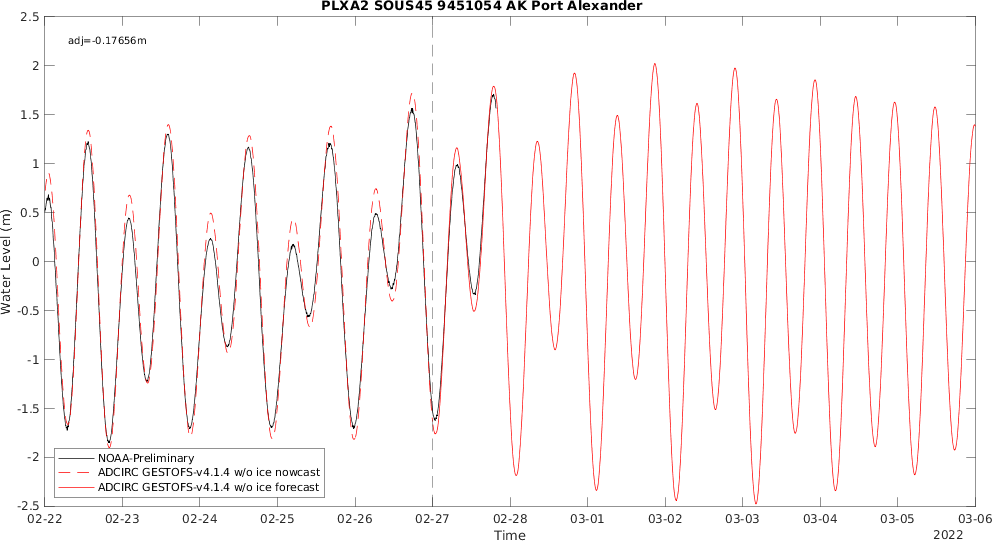 PLXA2 SOUS45 9451054 AK Port Alexander
adj=-0.17656m
2.5
2
1.5
1
0.5
0
-0.5
-1
-1.5
-2
-2.5
Water Level (m)
NOAA-Preliminary
ADCIRC GESTOFS-v4.1.4 w/o ice nowcast
ADCIRC GESTOFS-v4.1.4 w/o ice forecast
02-22 02-23 02-24 02-25 02-26 02-27 02-28 03-01 03-02 03-03 03-04 03-05 03-06
Time
2022